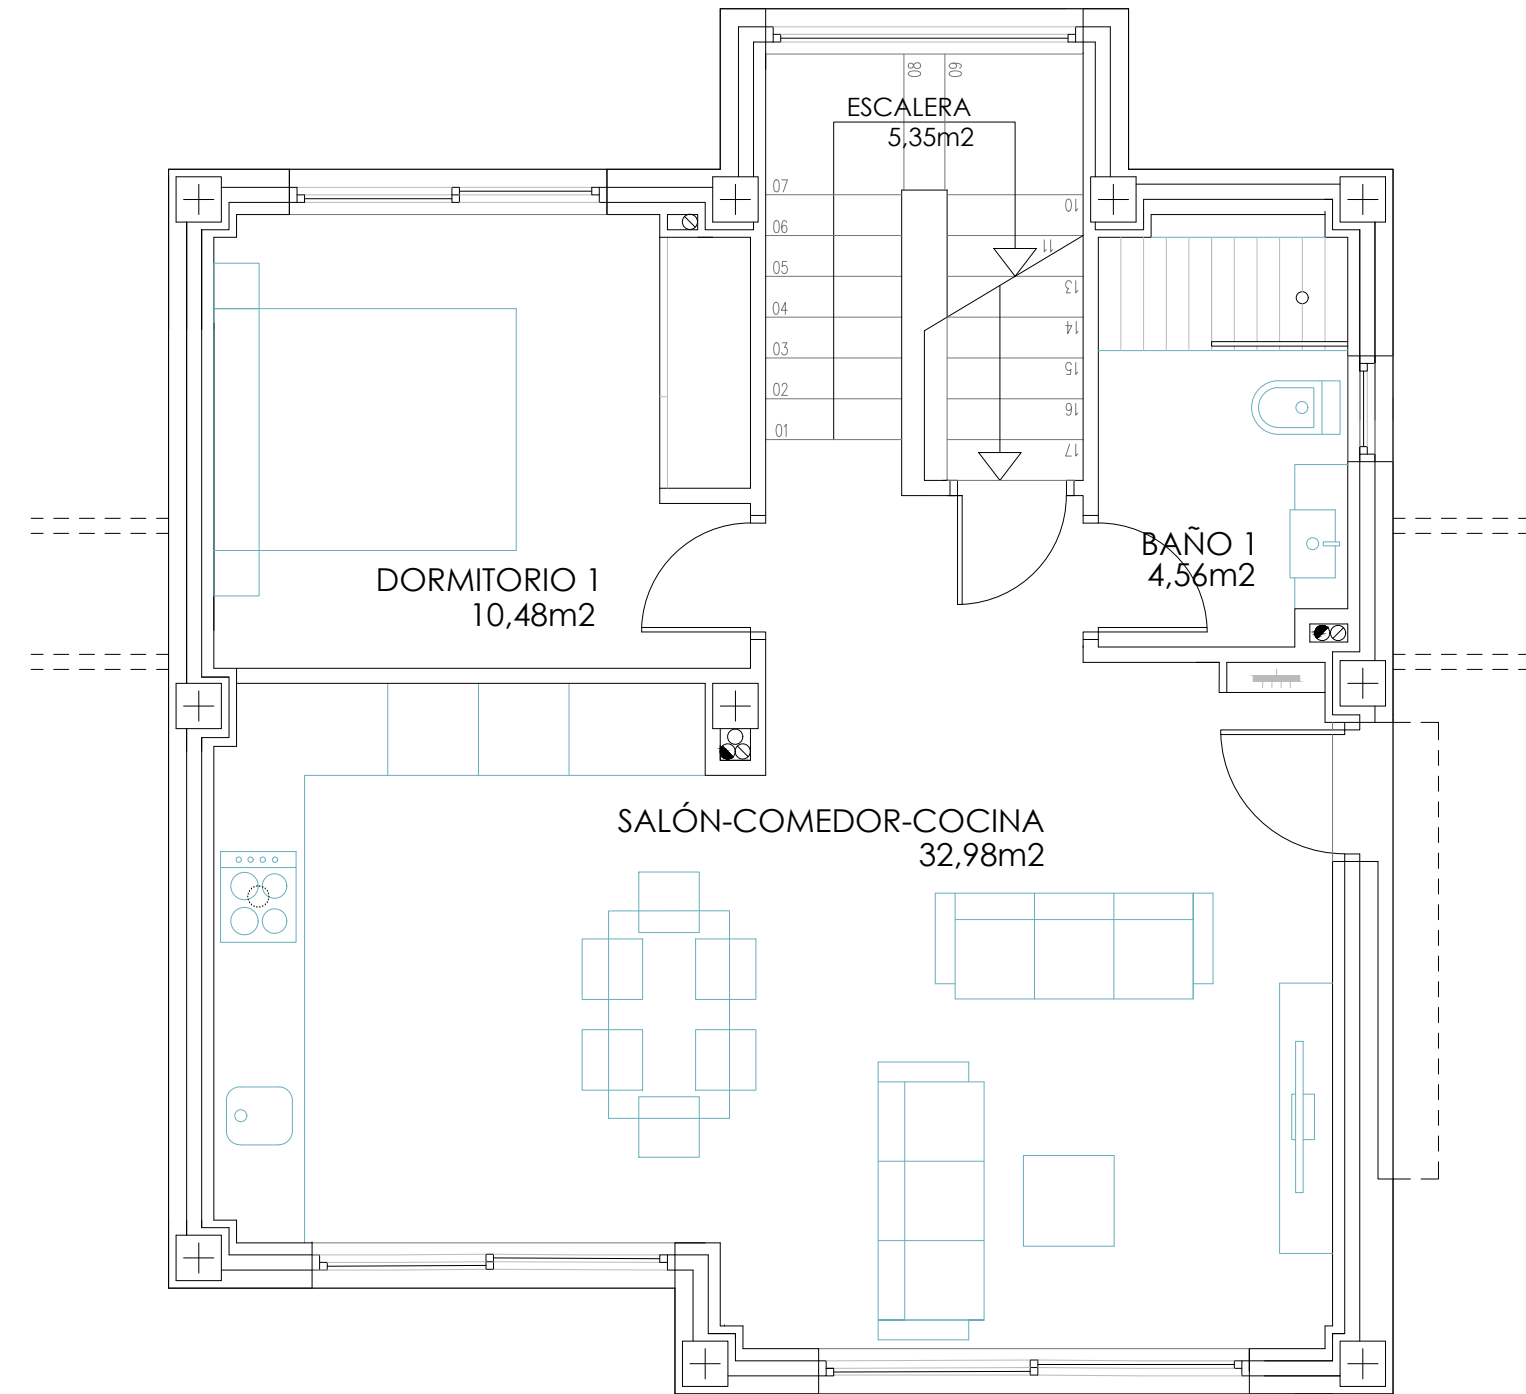 08
09
ESCALERA
5,35m2
07
10
06
11
05
13
04
14
03
15
02
16
01
17
BAÑO 1
4,56m2
DORMITORIO 1
10,48m2
SALÓN-COMEDOR-COCINA
32,98m2